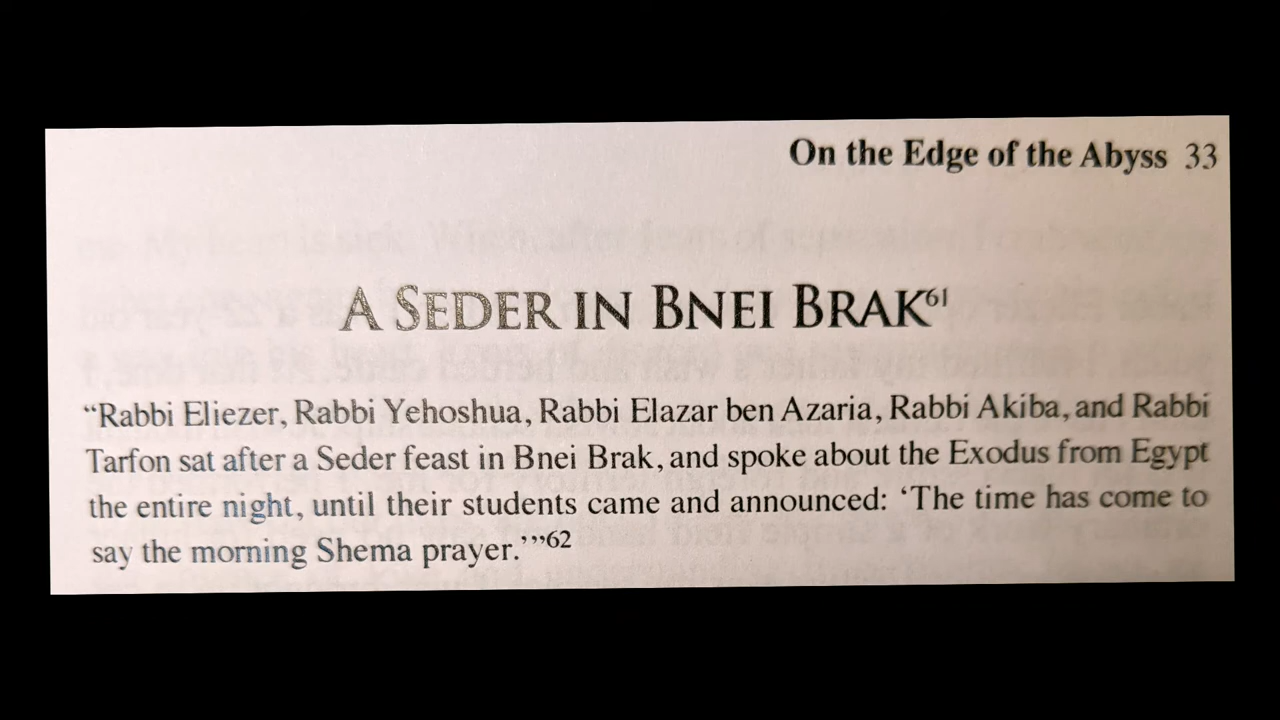 On the Edge of the Abyss 33
A SEDER IN BNEI BRAK⁶¹
“Rabbi Eliezer, Rabbi Yehoshua, Rabbi Elazar ben Azaria, Rabbi Akiba, and Rabbi
Tarfon sat after a Seder feast in Bnei Brak, and spoke about the Exodus from Egypt
the entire night, until their students came and announced: ‘The time has come to
say the morning Shema prayer.’”⁶²